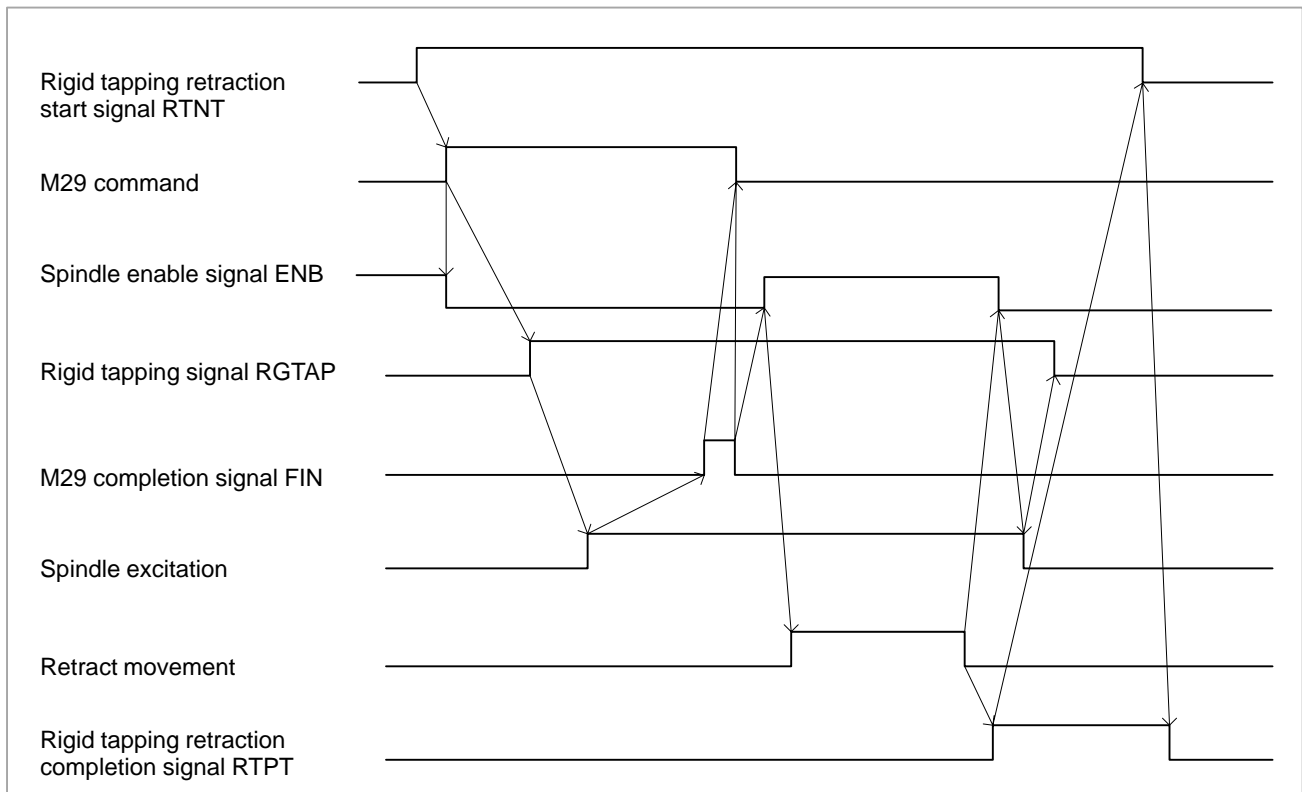 Rigid tapping retraction
start signal RTNT
M29 command
Spindle enable signal ENB
Rigid tapping signal RGTAP
M29 completion signal FIN
Spindle excitation
Retract movement
Rigid tapping retraction
completion signal RTPT